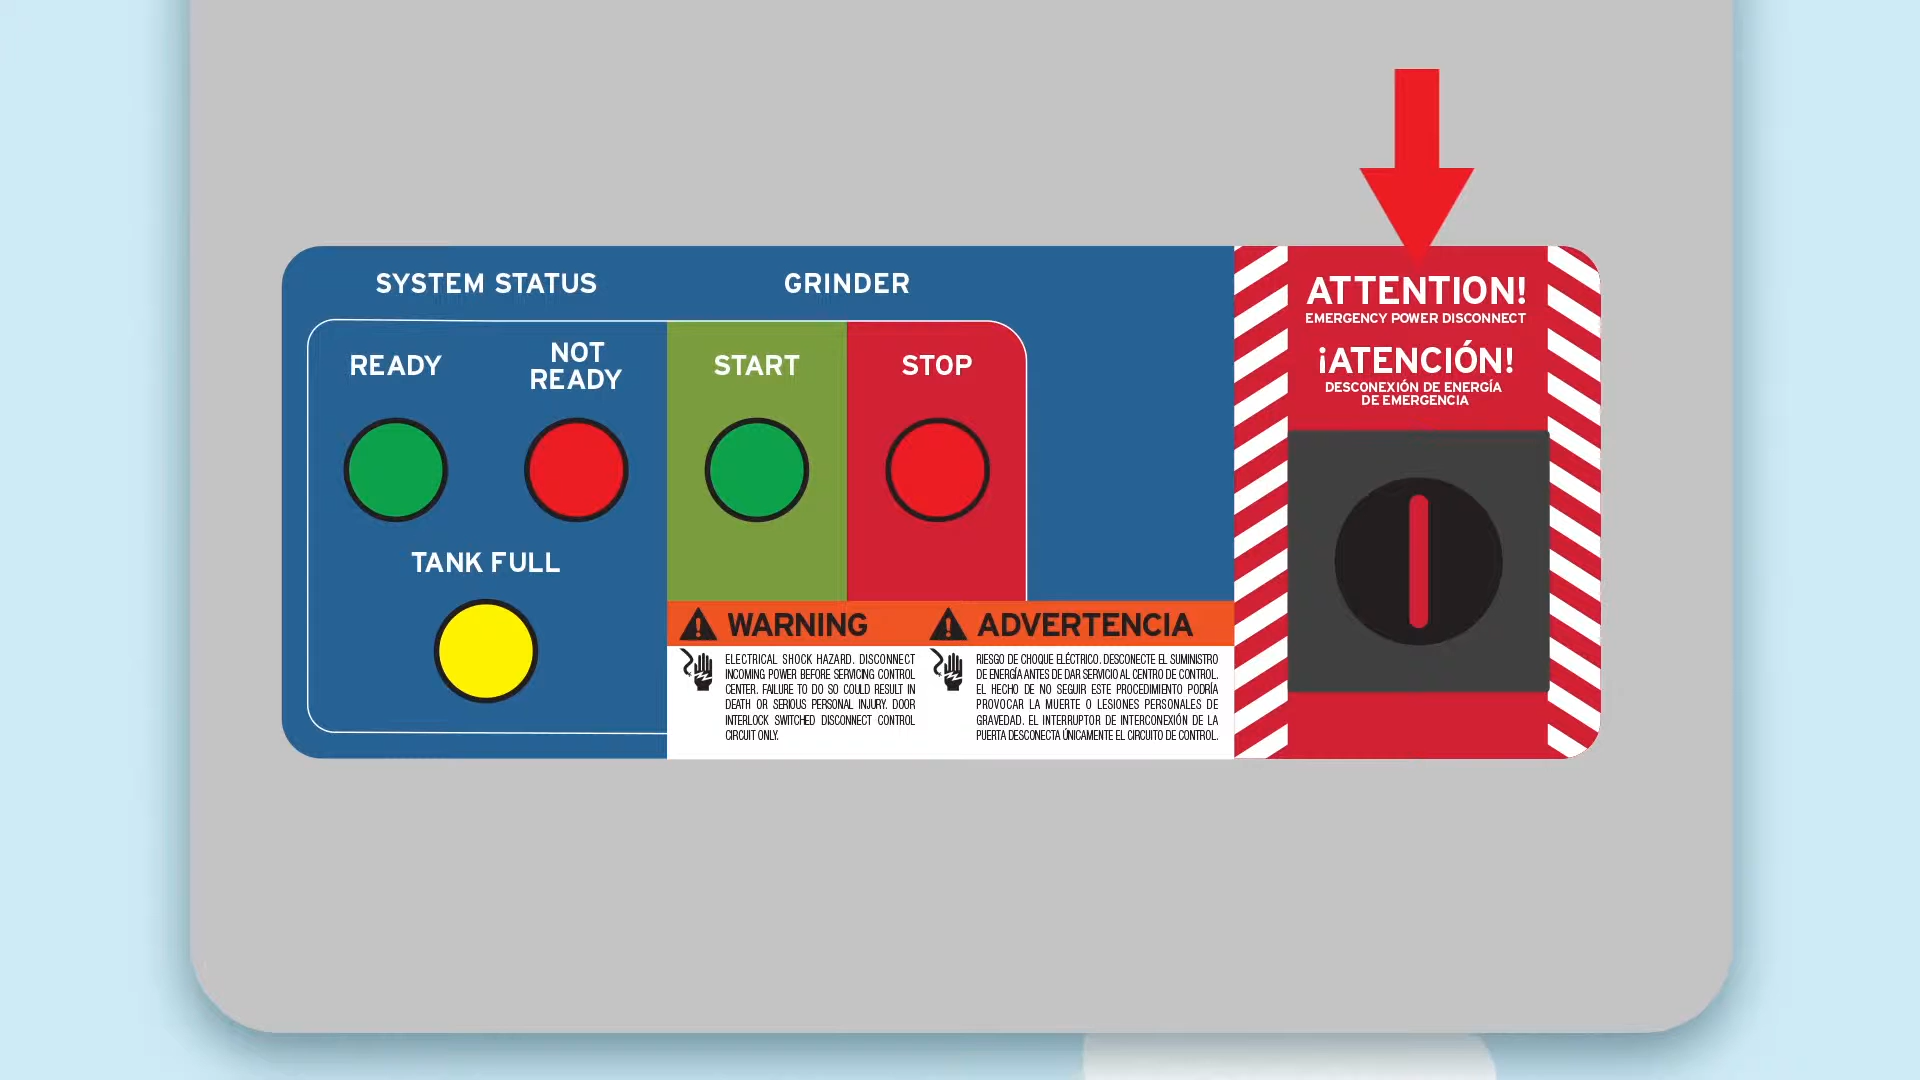 SYSTEM STATUS
GRINDER
READY
NOT
READY
START
STOP
TANK FULL
WARNING
ELECTRICAL SHOCK HAZARD. DISCONNECT
INCOMING POWER BEFORE SERVICING CONTROL
CENTER. FAILURE TO DO SO COULD RESULT IN
DEATH OR SERIOUS PERSONAL INJURY. DOOR
INTERLOCK SWITCHED DISCONNECT CONTROL
CIRCUIT ONLY.
ADVERTENCIA
RIESGO DE CHOQUE ELÉCTRICO. DESCONECTE EL SUMINISTRO
DE ENERGÍA ANTES DE DAR SERVICIO AL CENTRO DE CONTROL.
EL HECHO DE NO SEGUIR ESTE PROCEDIMIENTO PODRÍA
PROVOCAR LA MUERTE O LESIONES PERSONALES DE
GRAVEDAD. EL INTERRUPTOR DE INTERCONEXIÓN DE LA
PUERTA DESCONECTA ÚNICAMENTE EL CIRCUITO DE CONTROL.
ATTENTION!
EMERGENCY POWER DISCONNECT
¡ATENCIÓN!
DESCONEXIÓN DE ENERGÍA
DE EMERGENCIA